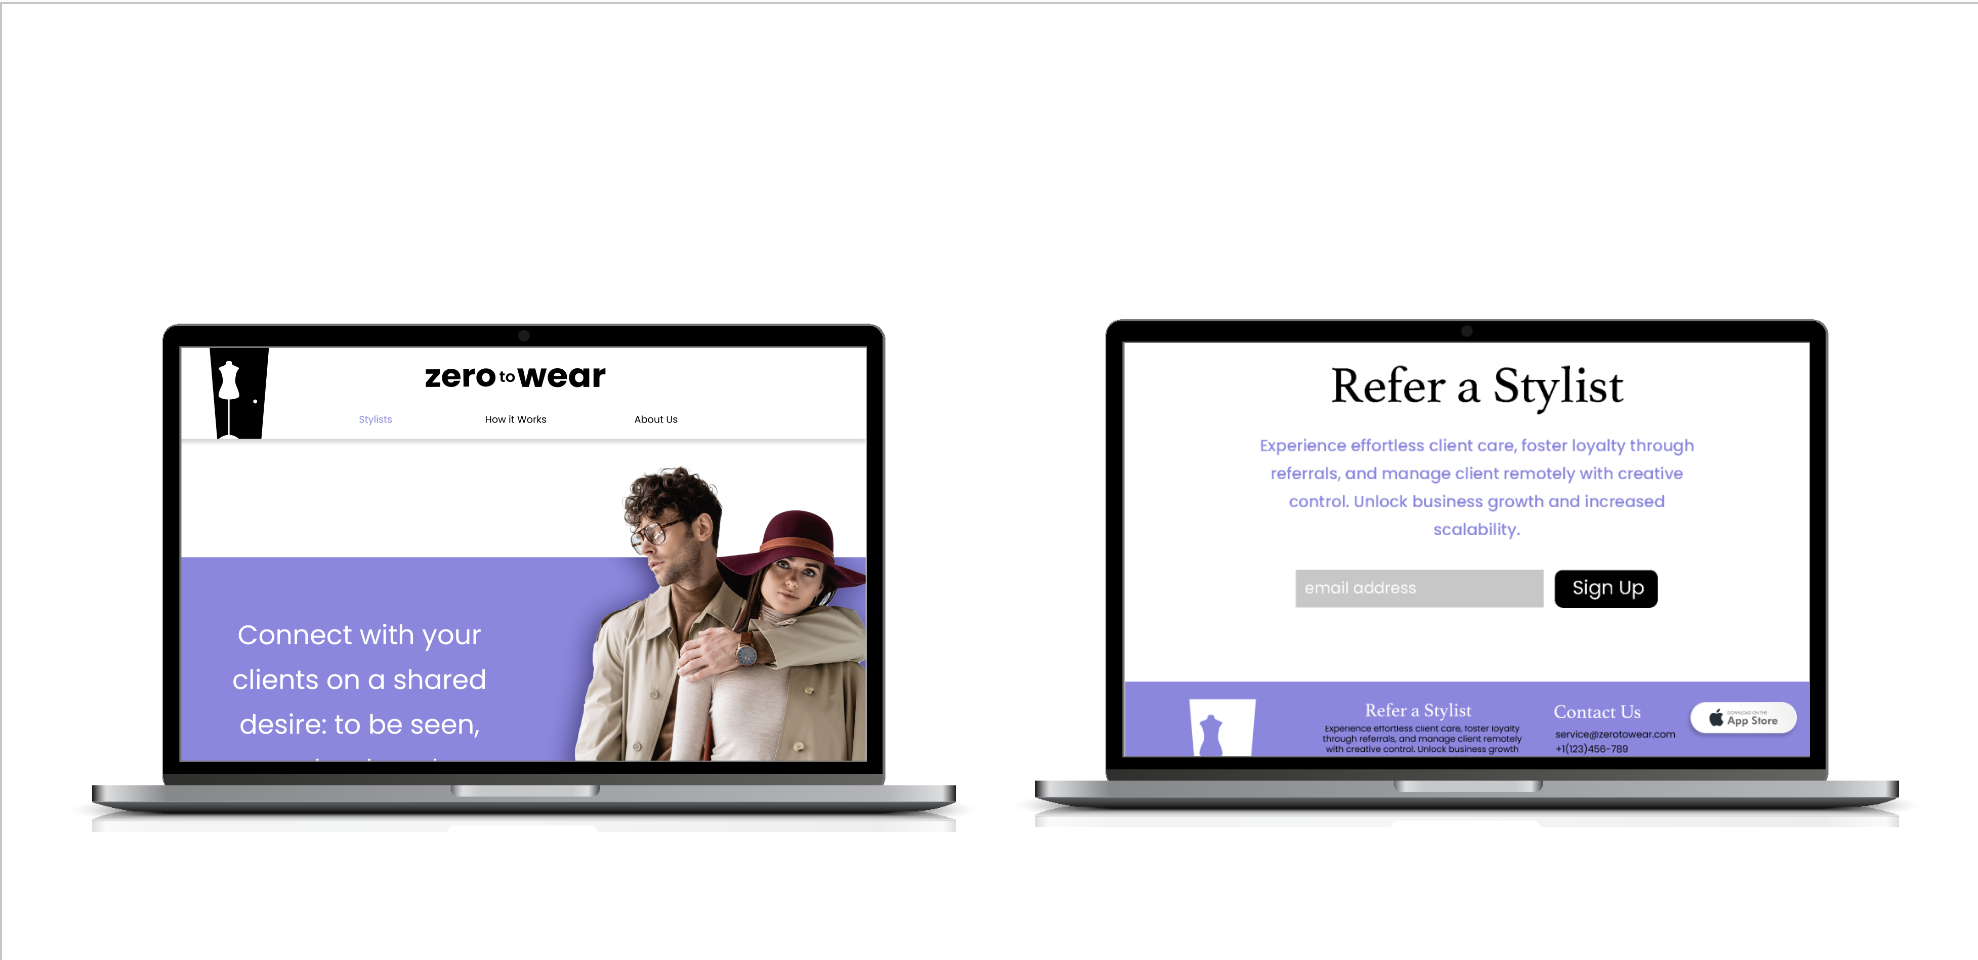 zero to wear
Stylists How it Works About Us
Connect with your
clients on a shared
desire: to be seen,
Refer a Stylist
Experience effortless client care, foster loyalty through
referrals, and manage client remotely with creative
control. Unlock business growth and increased
scalability.
email address Sign Up
Refer a Stylist
Experience effortless client care, foster loyalty
through referrals, and manage client remotely
with creative control. Unlock business growth
Contact Us
service@zerotowear.com
+1(123)456-789
DOWNLOAD ON THE
App Store